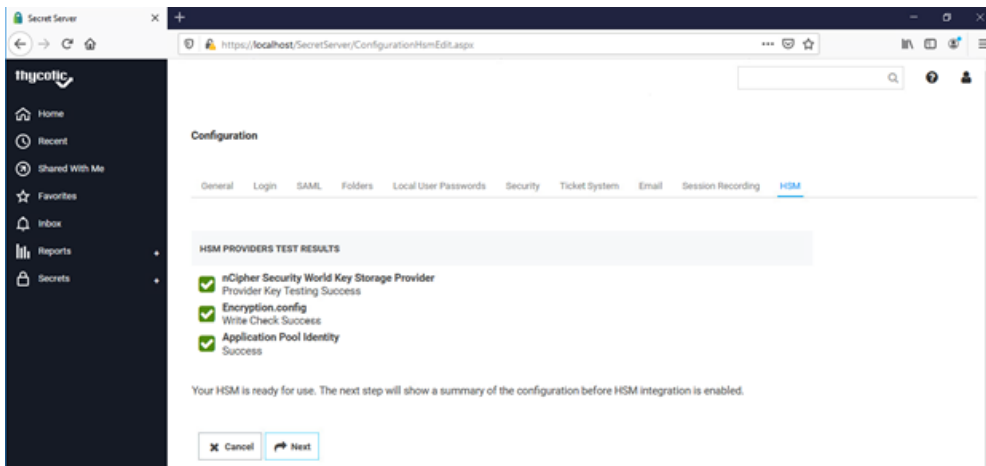 Secret Server
https://localhost/SecretServer/ConfigurationHsmEdit.aspx
thycotic
Home
Recent
Shared With Me
Favorites
Inbox
Reports
Secrets
Configuration
General Login SAML Folders Local User Passwords Security Ticket System Email Session Recording HSM
HSM PROVIDERS TEST RESULTS
nCipher Security World Key Storage Provider
Provider Key Testing Success
Encryption.config
Write Check Success
Application Pool Identity
Success
Your HSM is ready for use. The next step will show a summary of the configuration before HSM integration is enabled.
Cancel Next